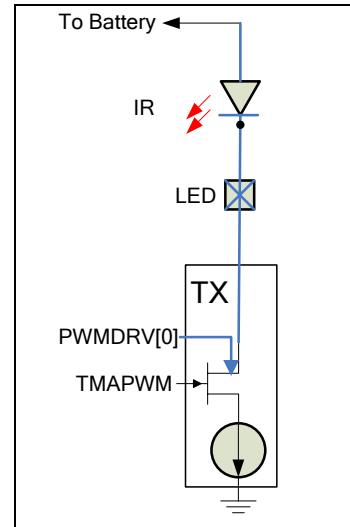 To Battery
IR
LED
TX
PWMDRV[0]
TMAPWM